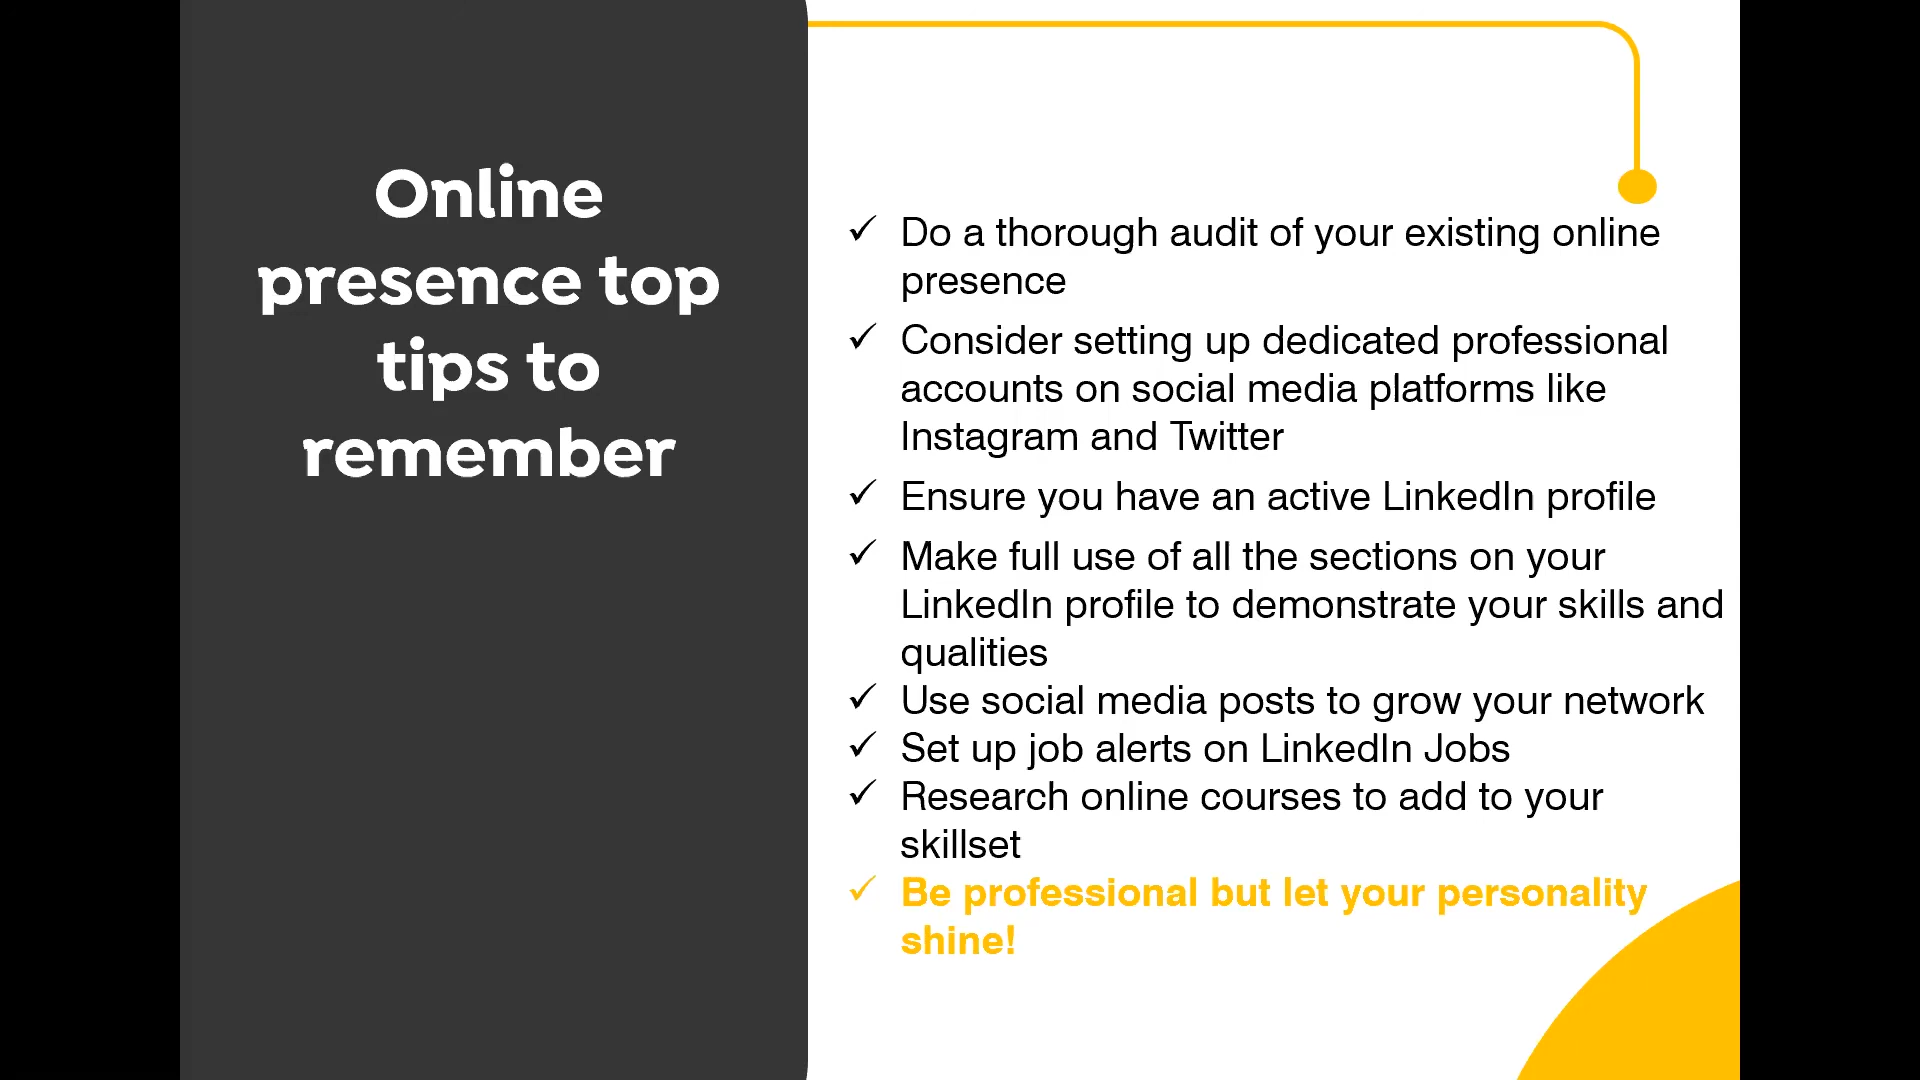 Online
presence top
tips to
remember
✓ Do a thorough audit of your existing online
presence
✓ Consider setting up dedicated professional
accounts on social media platforms like
Instagram and Twitter
✓ Ensure you have an active LinkedIn profile
✓ Make full use of all the sections on your
LinkedIn profile to demonstrate your skills and
qualities
✓ Use social media posts to grow your network
✓ Set up job alerts on LinkedIn Jobs
✓ Research online courses to add to your
skillset
✓ Be professional but let your personality
shine!